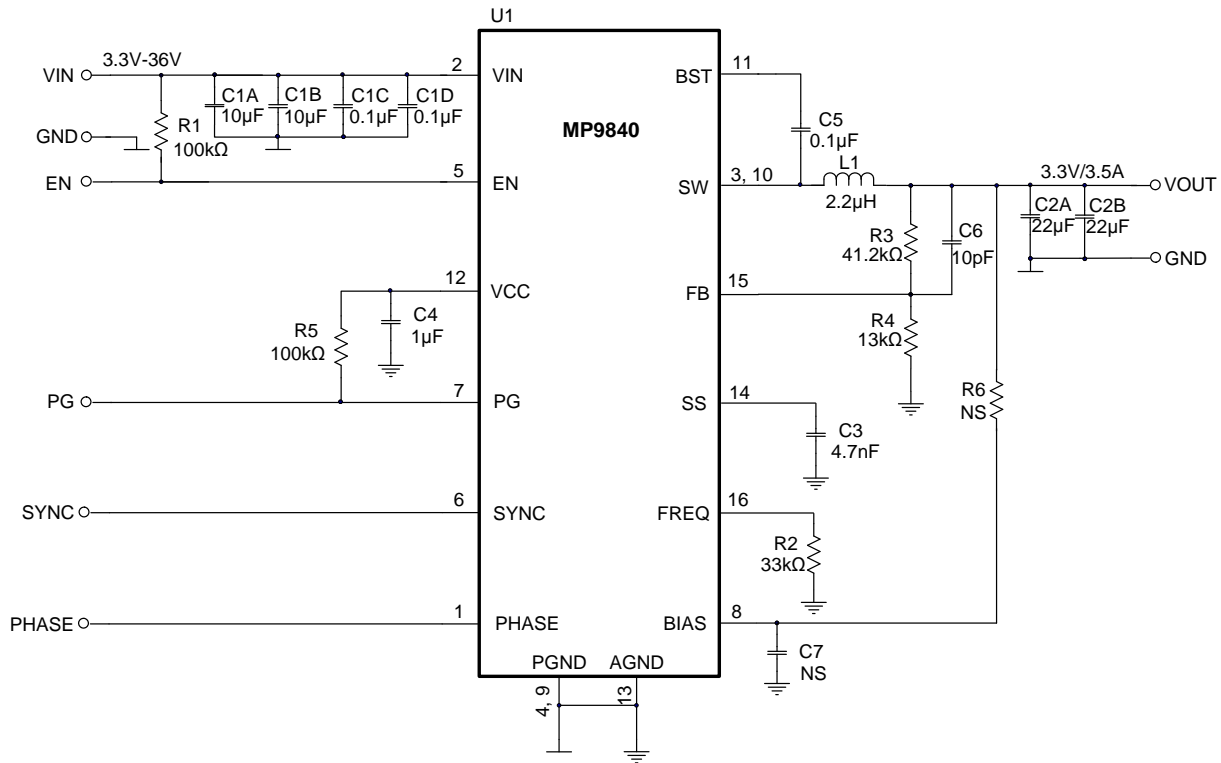 U1
3.3V-36V
VIN
2
VIN
BST
11
C1A
10µF
C1B
10µF
C1C
0.1µF
C1D
0.1µF
GND
R1
100kΩ
MP9840
C5
0.1µF
EN
5
EN
SW
3, 10
L1
2.2µH
3.3V/3.5A
VOUT
C2A
22µF
C2B
22µF
R3
41.2kΩ
C6
10pF
GND
12
VCC
FB
15
C4
1µF
R5
100kΩ
R4
13kΩ
PG
7
PG
SS
14
R6
NS
C3
4.7nF
SYNC
6
SYNC
FREQ
16
R2
33kΩ
PHASE
1
PHASE
BIAS
8
C7
NS
PGND
AGND
4, 9
13